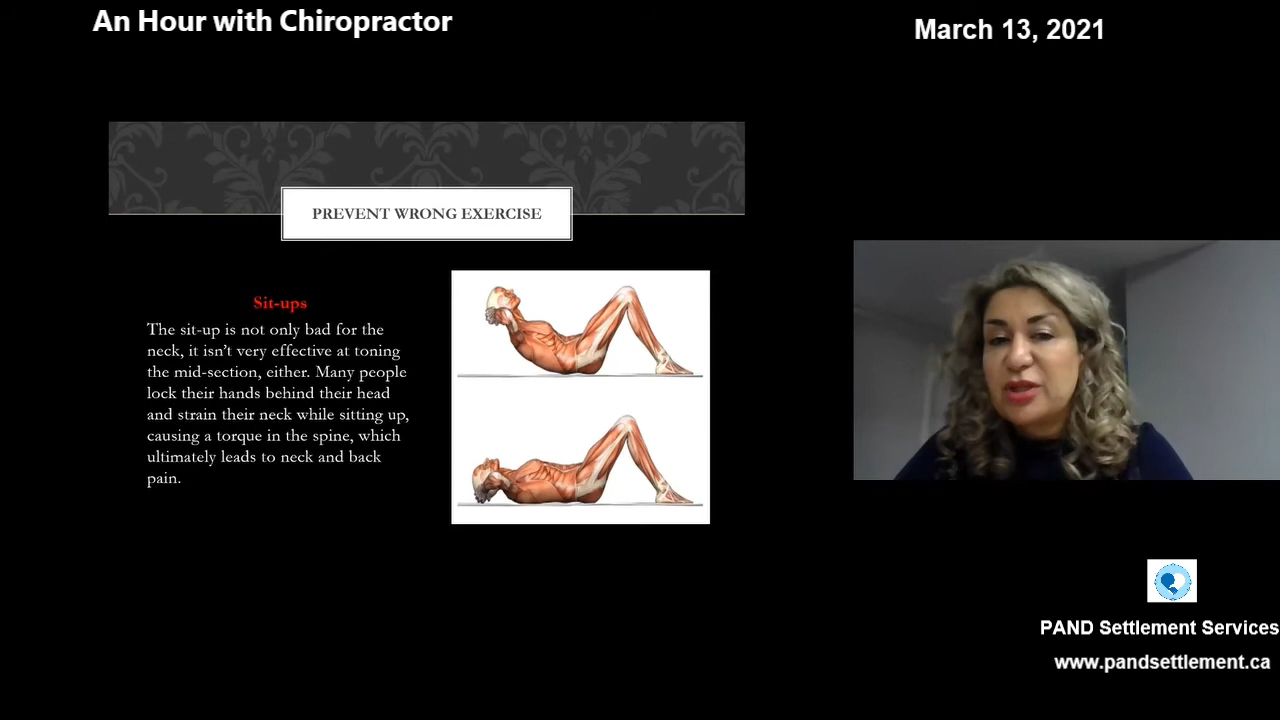 An Hour with Chiropractor
March 13, 2021
PREVENT WRONG EXERCISE
Sit-ups
The sit-up is not only bad for the
neck, it isn't very effective at toning
the mid-section, either. Many people
lock their hands behind their head
and strain their neck while sitting up,
causing a torque in the spine, which
ultimately leads to neck and back
pain.
PAND Settlement Services
www.pandsettlement.ca